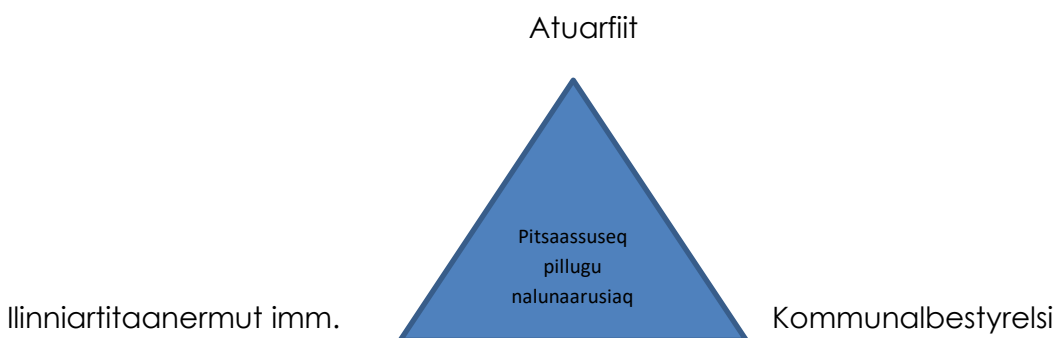 Atuarfiit
Pitsaassuseq
pillugu
nalunaarusiaq
Ilinniartitaanermut imm.
Kommunalbestyrelsi